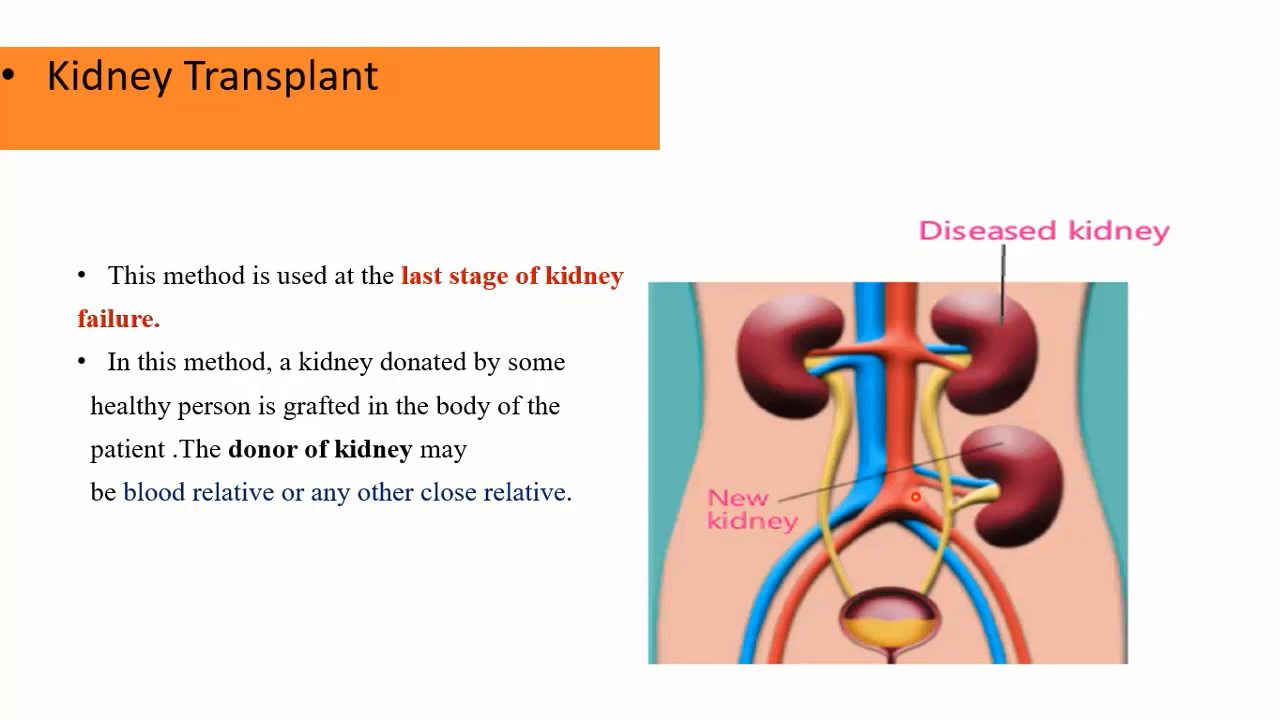 • Kidney Transplant
• This method is used at the last stage of kidney
failure.
• In this method, a kidney donated by some
healthy person is grafted in the body of the
patient .The donor of kidney may
be blood relative or any other close relative.
Diseased kidney
New
kidney